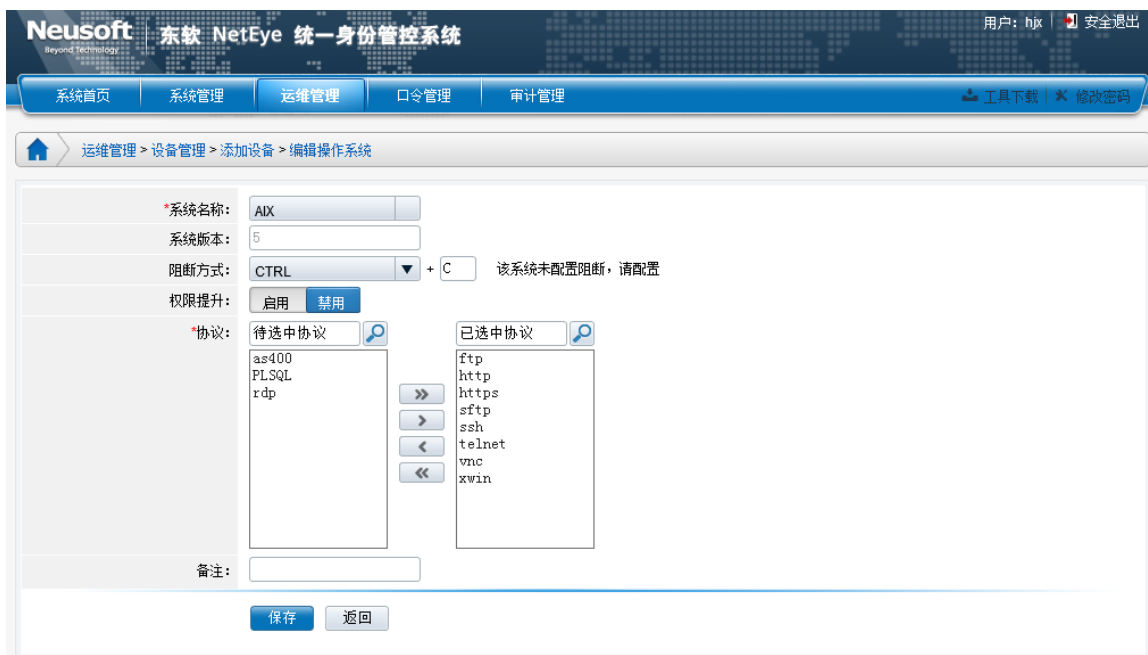 Neusoft 东软 NetEye 统一身份管控系统
Beyond Technology
用户: hjx 安全退出
系统首页 系统管理 运维管理 口令管理 审计管理 工具下载 修改密码
运维管理 > 设备管理 > 添加设备 > 编辑操作系统
*系统名称: AIX
系统版本: 5
阻断方式: CTRL + C 该系统未配置阻断，请配置
权限提升: 启用 禁用
*协议: 待选中协议 已选中协议
as400 ftp
PLSQL http
rdp https
sftp
ssh
telnet
vnc
xwin
备注:
保存 返回